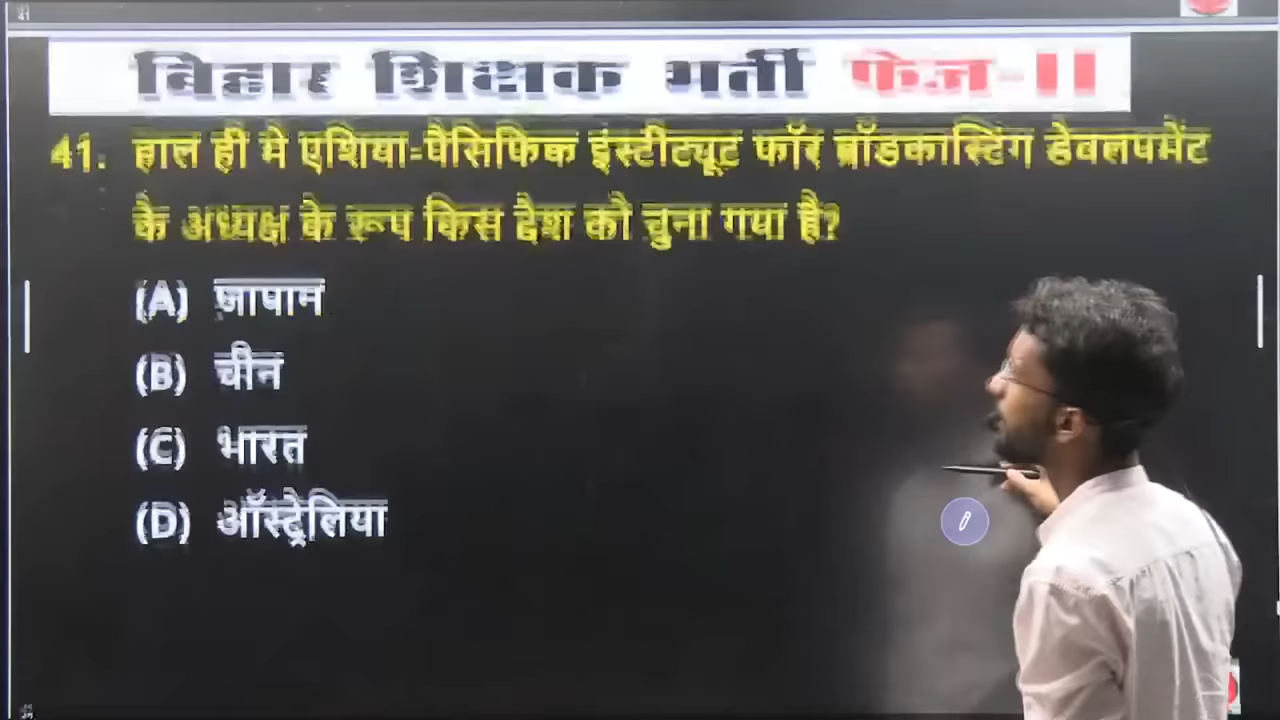 बिहार शिक्षक भर्ती फेज-II
41. हाल ही मे एशिया-पैसिफिक इंस्टीट्यूट फॉर ब्रॉडकास्टिंग डेवलपमेंट
के अध्यक्ष के रूप किस देश को चुना गया है?
(A) जापान
(B) चीन
(C) भारत
(D) ऑस्ट्रेलिया